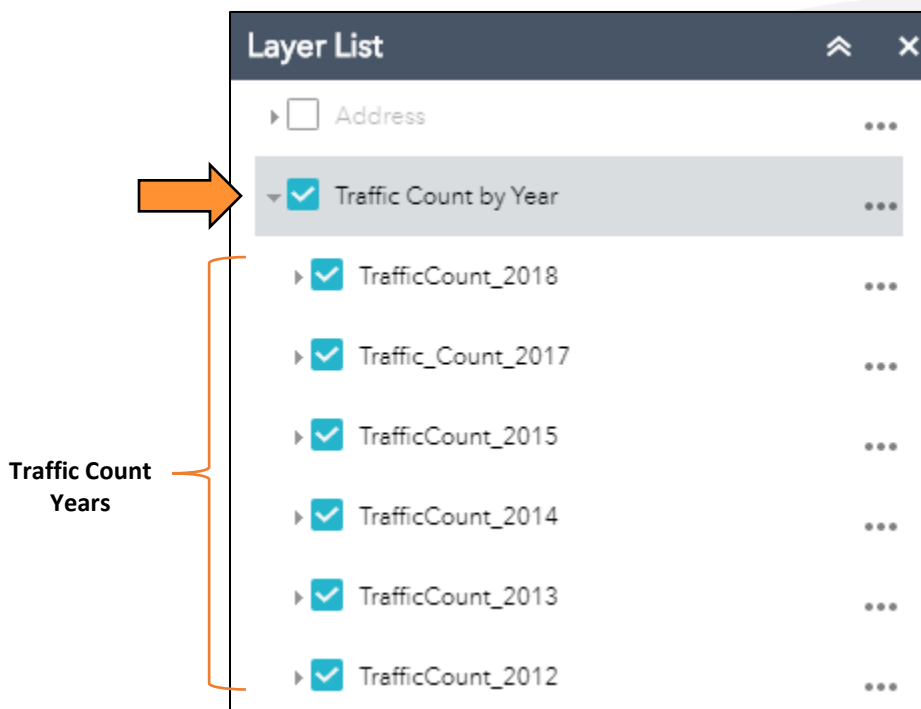 Layer List
Address
Traffic Count by Year
TrafficCount_2018
Traffic_Count_2017
TrafficCount_2015
Traffic Count
Years
TrafficCount_2014
TrafficCount_2013
TrafficCount_2012